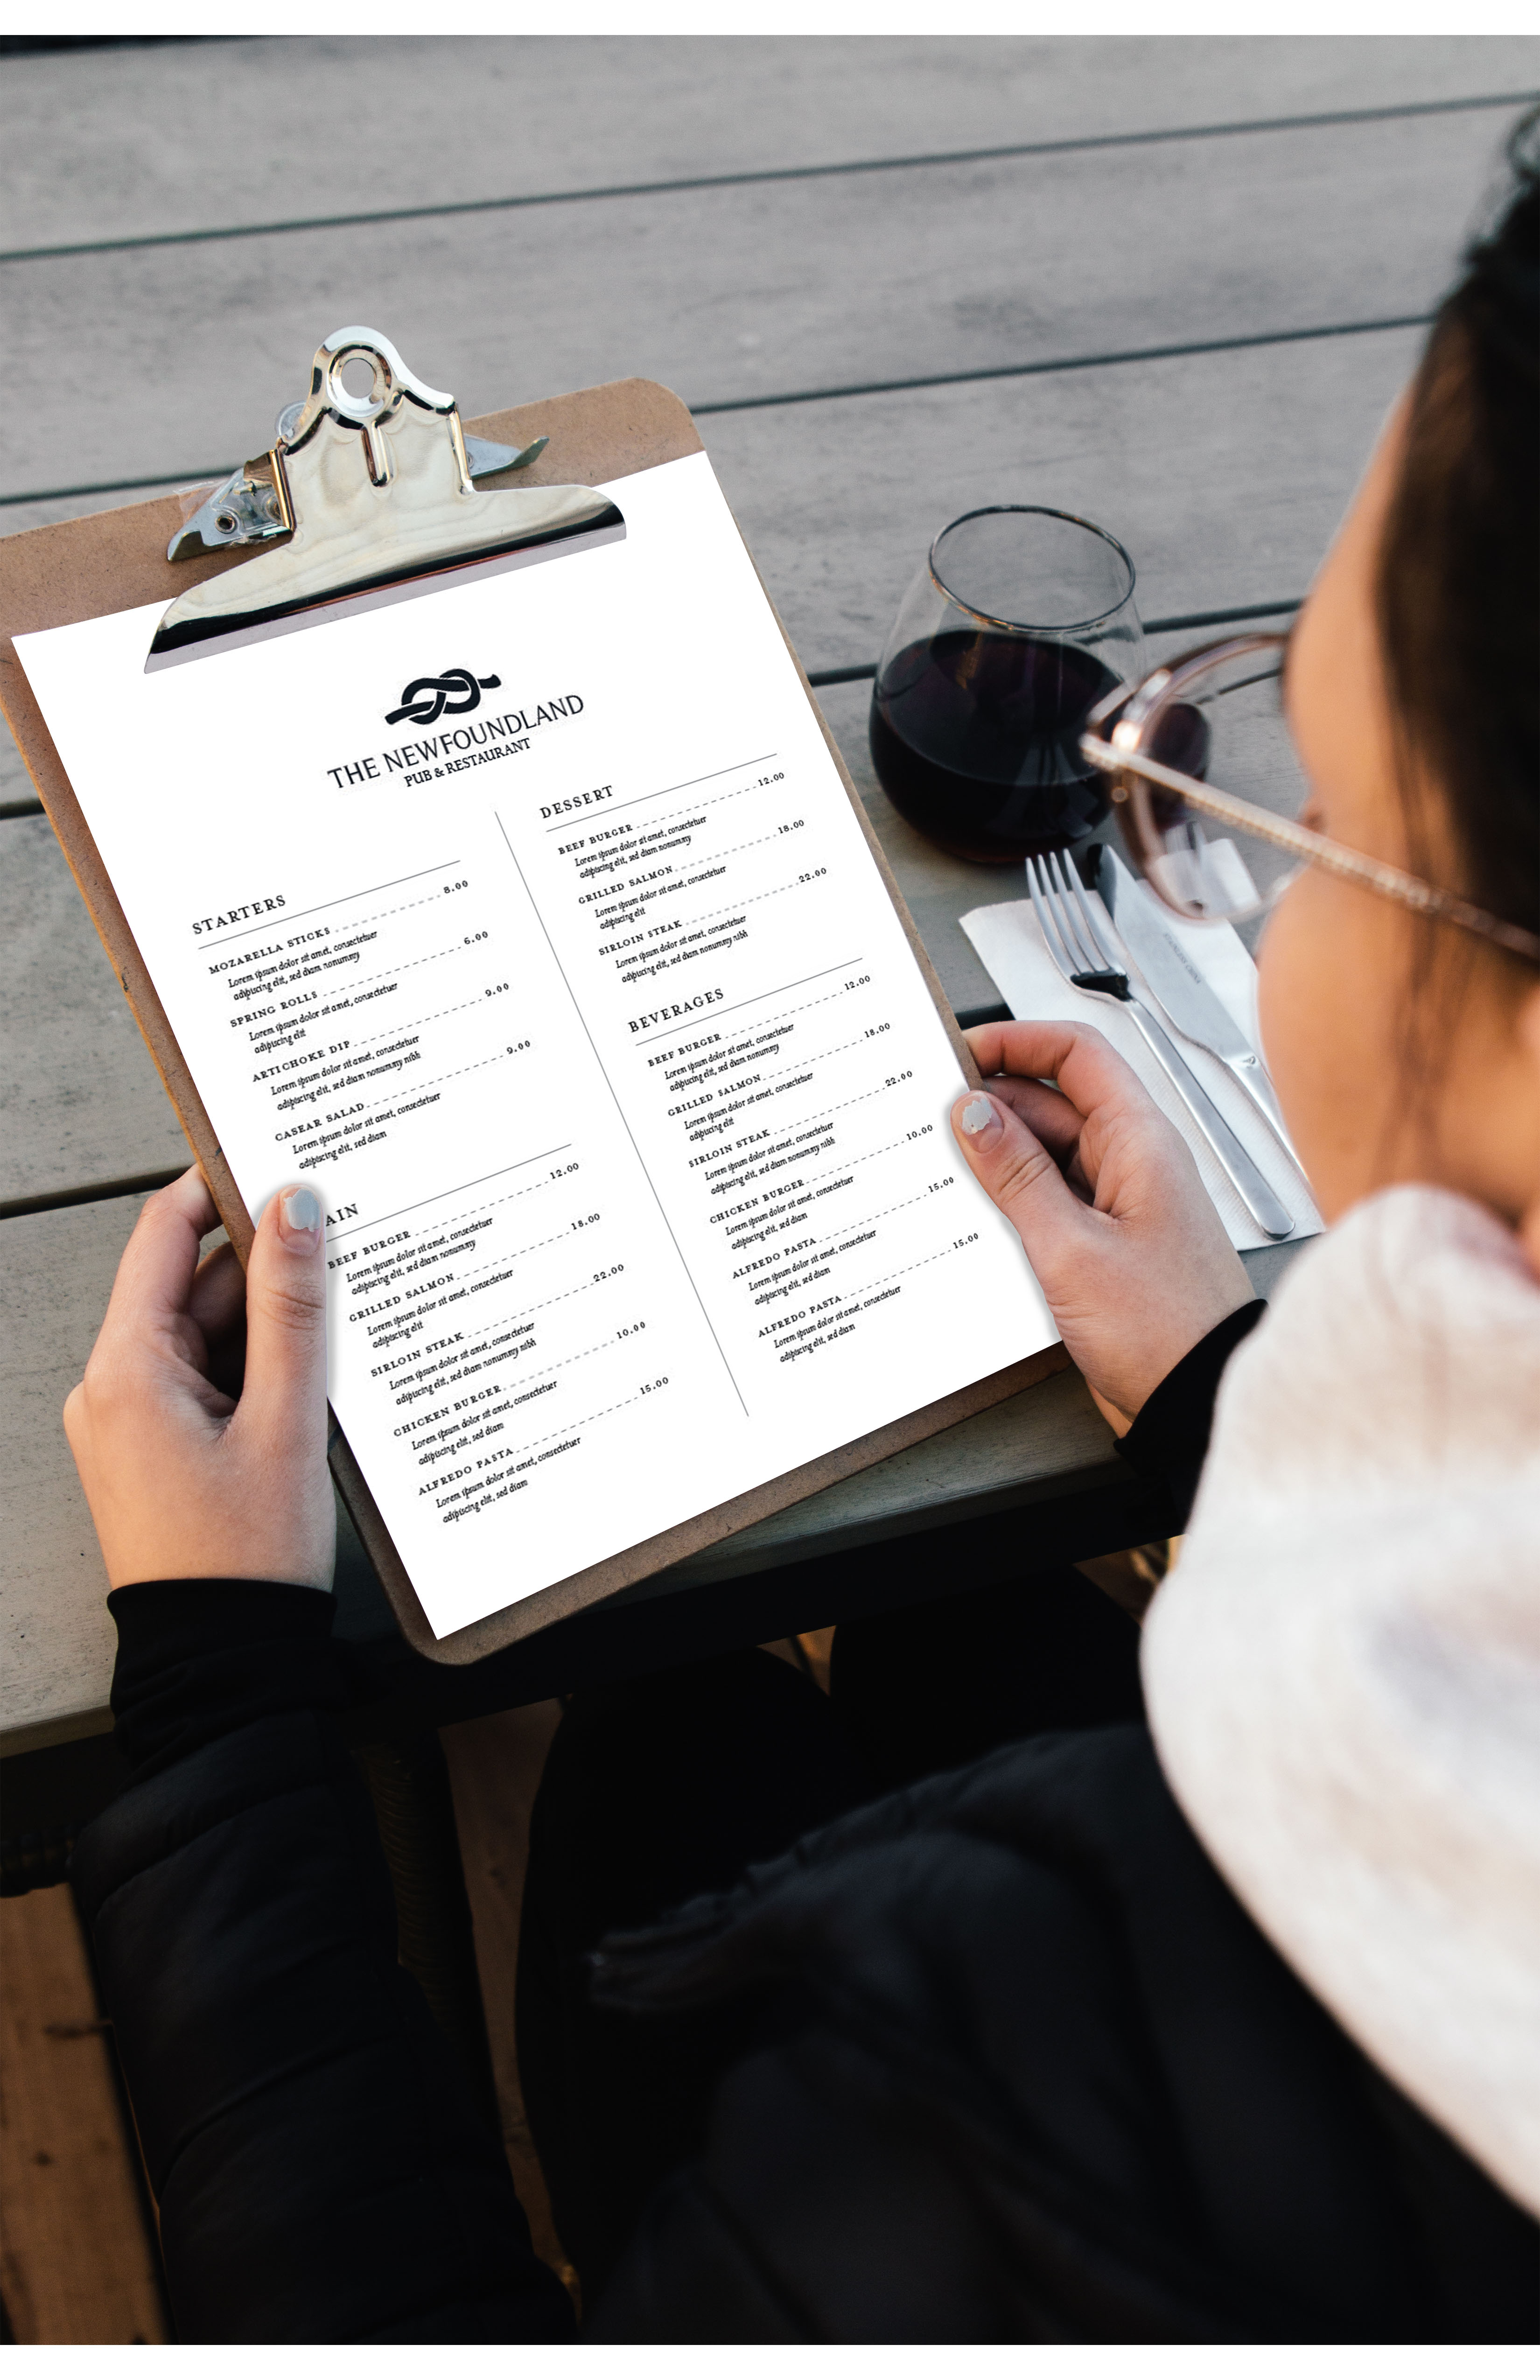 THE NEWFOUNDLAND
PUB & RESTAURANT
STARTERS
MOZARELLA STICKS 8.00
Lorem ipsum dolor sit amet, consectetuer
adipiscing elit, sed diam nonummy
SPRING ROLLS 6.00
Lorem ipsum dolor sit amet, consectetuer
adipiscing elit
ARTICHOKE DIP 9.00
Lorem ipsum dolor sit amet, consectetuer
adipiscing elit, sed diam nonummy nibh
CASEAR SALAD 9.00
Lorem ipsum dolor sit amet, consectetuer
adipiscing elit, sed diam
AIN
BEEF BURGER 12.00
Lorem ipsum dolor sit amet, consectetuer
adipiscing elit, sed diam nonummy
GRILLED SALMON 18.00
Lorem ipsum dolor sit amet, consectetuer
adipiscing elit
SIRLOIN STEAK 22.00
Lorem ipsum dolor sit amet, consectetuer
adipiscing elit, sed diam nonummy nibh
CHICKEN BURGER 10.00
Lorem ipsum dolor sit amet, consectetuer
adipiscing elit, sed diam
ALFREDO PASTA 15.00
Lorem ipsum dolor sit amet, consectetuer
adipiscing elit, sed diam
DESSERT
BEEF BURGER 12.00
Lorem ipsum dolor sit amet, consectetuer
adipiscing elit, sed diam nonummy
GRILLED SALMON 18.00
Lorem ipsum dolor sit amet, consectetuer
adipiscing elit
SIRLOIN STEAK 22.00
Lorem ipsum dolor sit amet, consectetuer
adipiscing elit, sed diam nonummy nibh
BEVERAGES
BEEF BURGER 12.00
Lorem ipsum dolor sit amet, consectetuer
adipiscing elit, sed diam nonummy
GRILLED SALMON 18.00
Lorem ipsum dolor sit amet, consectetuer
adipiscing elit
SIRLOIN STEAK 22.00
Lorem ipsum dolor sit amet, consectetuer
adipiscing elit, sed diam nonummy nibh
CHICKEN BURGER 10.00
Lorem ipsum dolor sit amet, consectetuer
adipiscing elit, sed diam
ALFREDO PASTA 15.00
Lorem ipsum dolor sit amet, consectetuer
adipiscing elit, sed diam
ALFREDO PASTA 15.00
Lorem ipsum dolor sit amet, consectetuer
adipiscing elit, sed diam